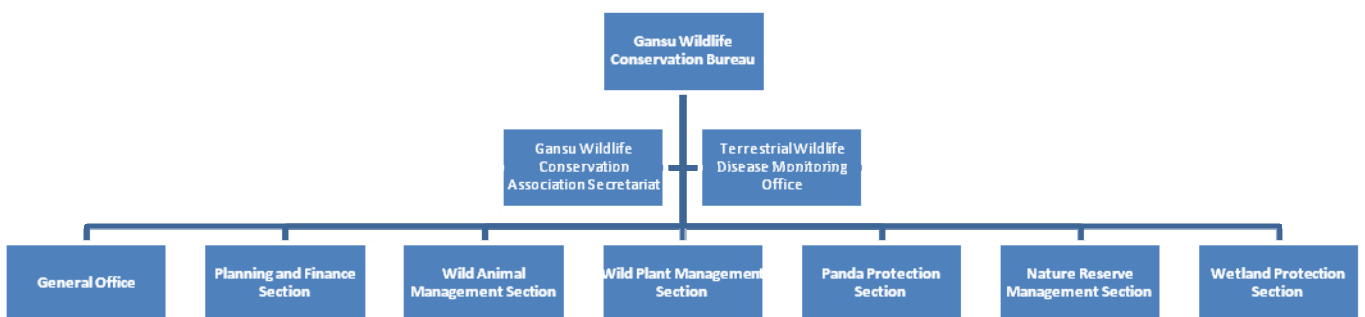 Gansu Wildlife
Conservation Bureau
Gansu Wildlife
Conservation
Association Secretariat
Terrestrial Wildlife
Disease Monitoring
Office
General Office
Planning and Finance
Section
Wild Animal
Management Section
Wild Plant Management
Section
Panda Protection
Section
Nature Reserve
Management Section
Wetland Protection
Section